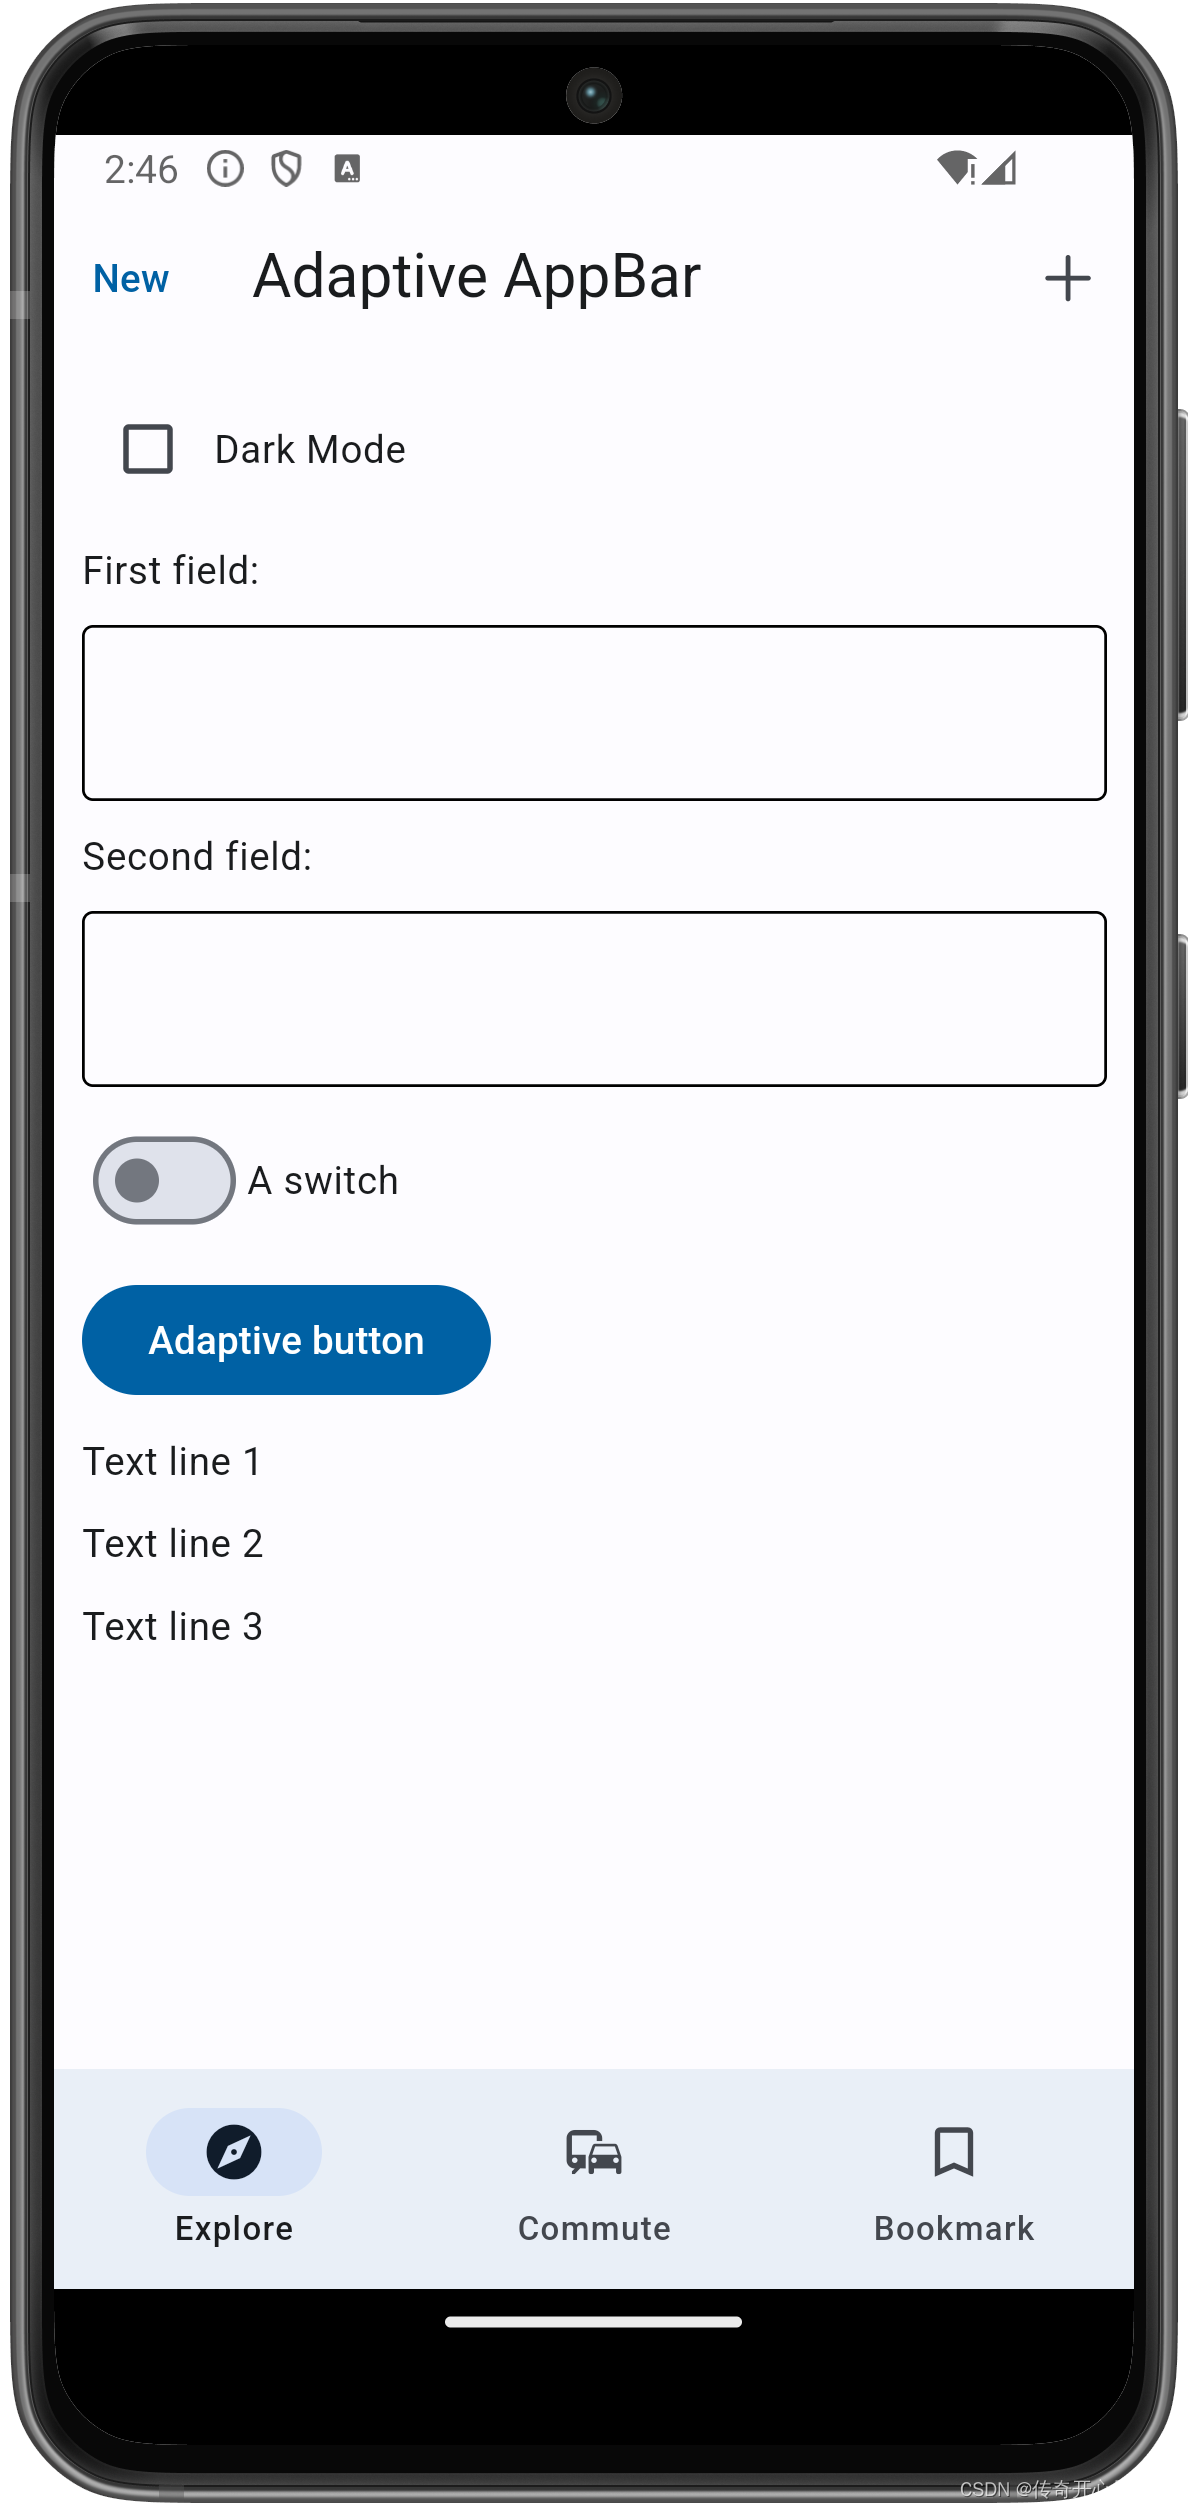 2:46
New
Adaptive AppBar
Dark Mode
First field:
Second field:
A switch
Adaptive button
Text line 1
Text line 2
Text line 3
Explore
Commute
Bookmark
CSDN @传奇开心